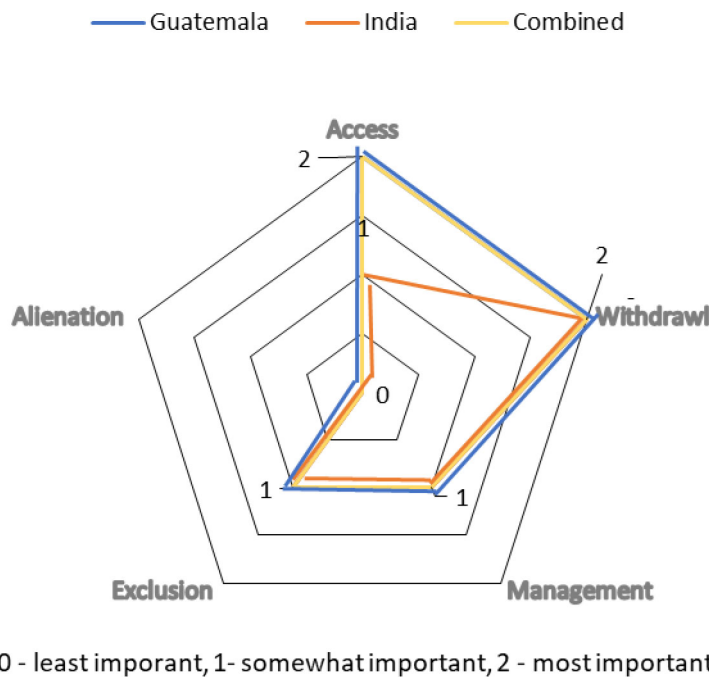 Guatemala India Combined
Access
2
1
2
Alienation
Withdrawl
0
1
1
Exclusion
Management
0 - least imporant, 1- somewhat important, 2 - most important